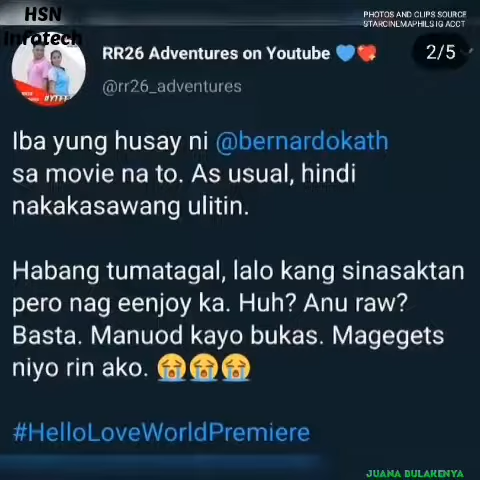 HSN
Infotech
PHOTOS AND CLIPS SOURCE
STARCINEMAPHILS IG ACCT
RR26 Adventures on Youtube 💙💖
2/5
@rr26_adventures
#YTFF
Iba yung husay ni @bernardokath
sa movie na to. As usual, hindi
nakakasawang ulitin.
Habang tumatagal, lalo kang sinasaktan
pero nag eenjoy ka. Huh? Anu raw?
Basta. Manuod kayo bukas. Magegets
niyo rin ako. 😭😭😭
#HelloLoveWorldPremiere
JUANA BULAKENYA